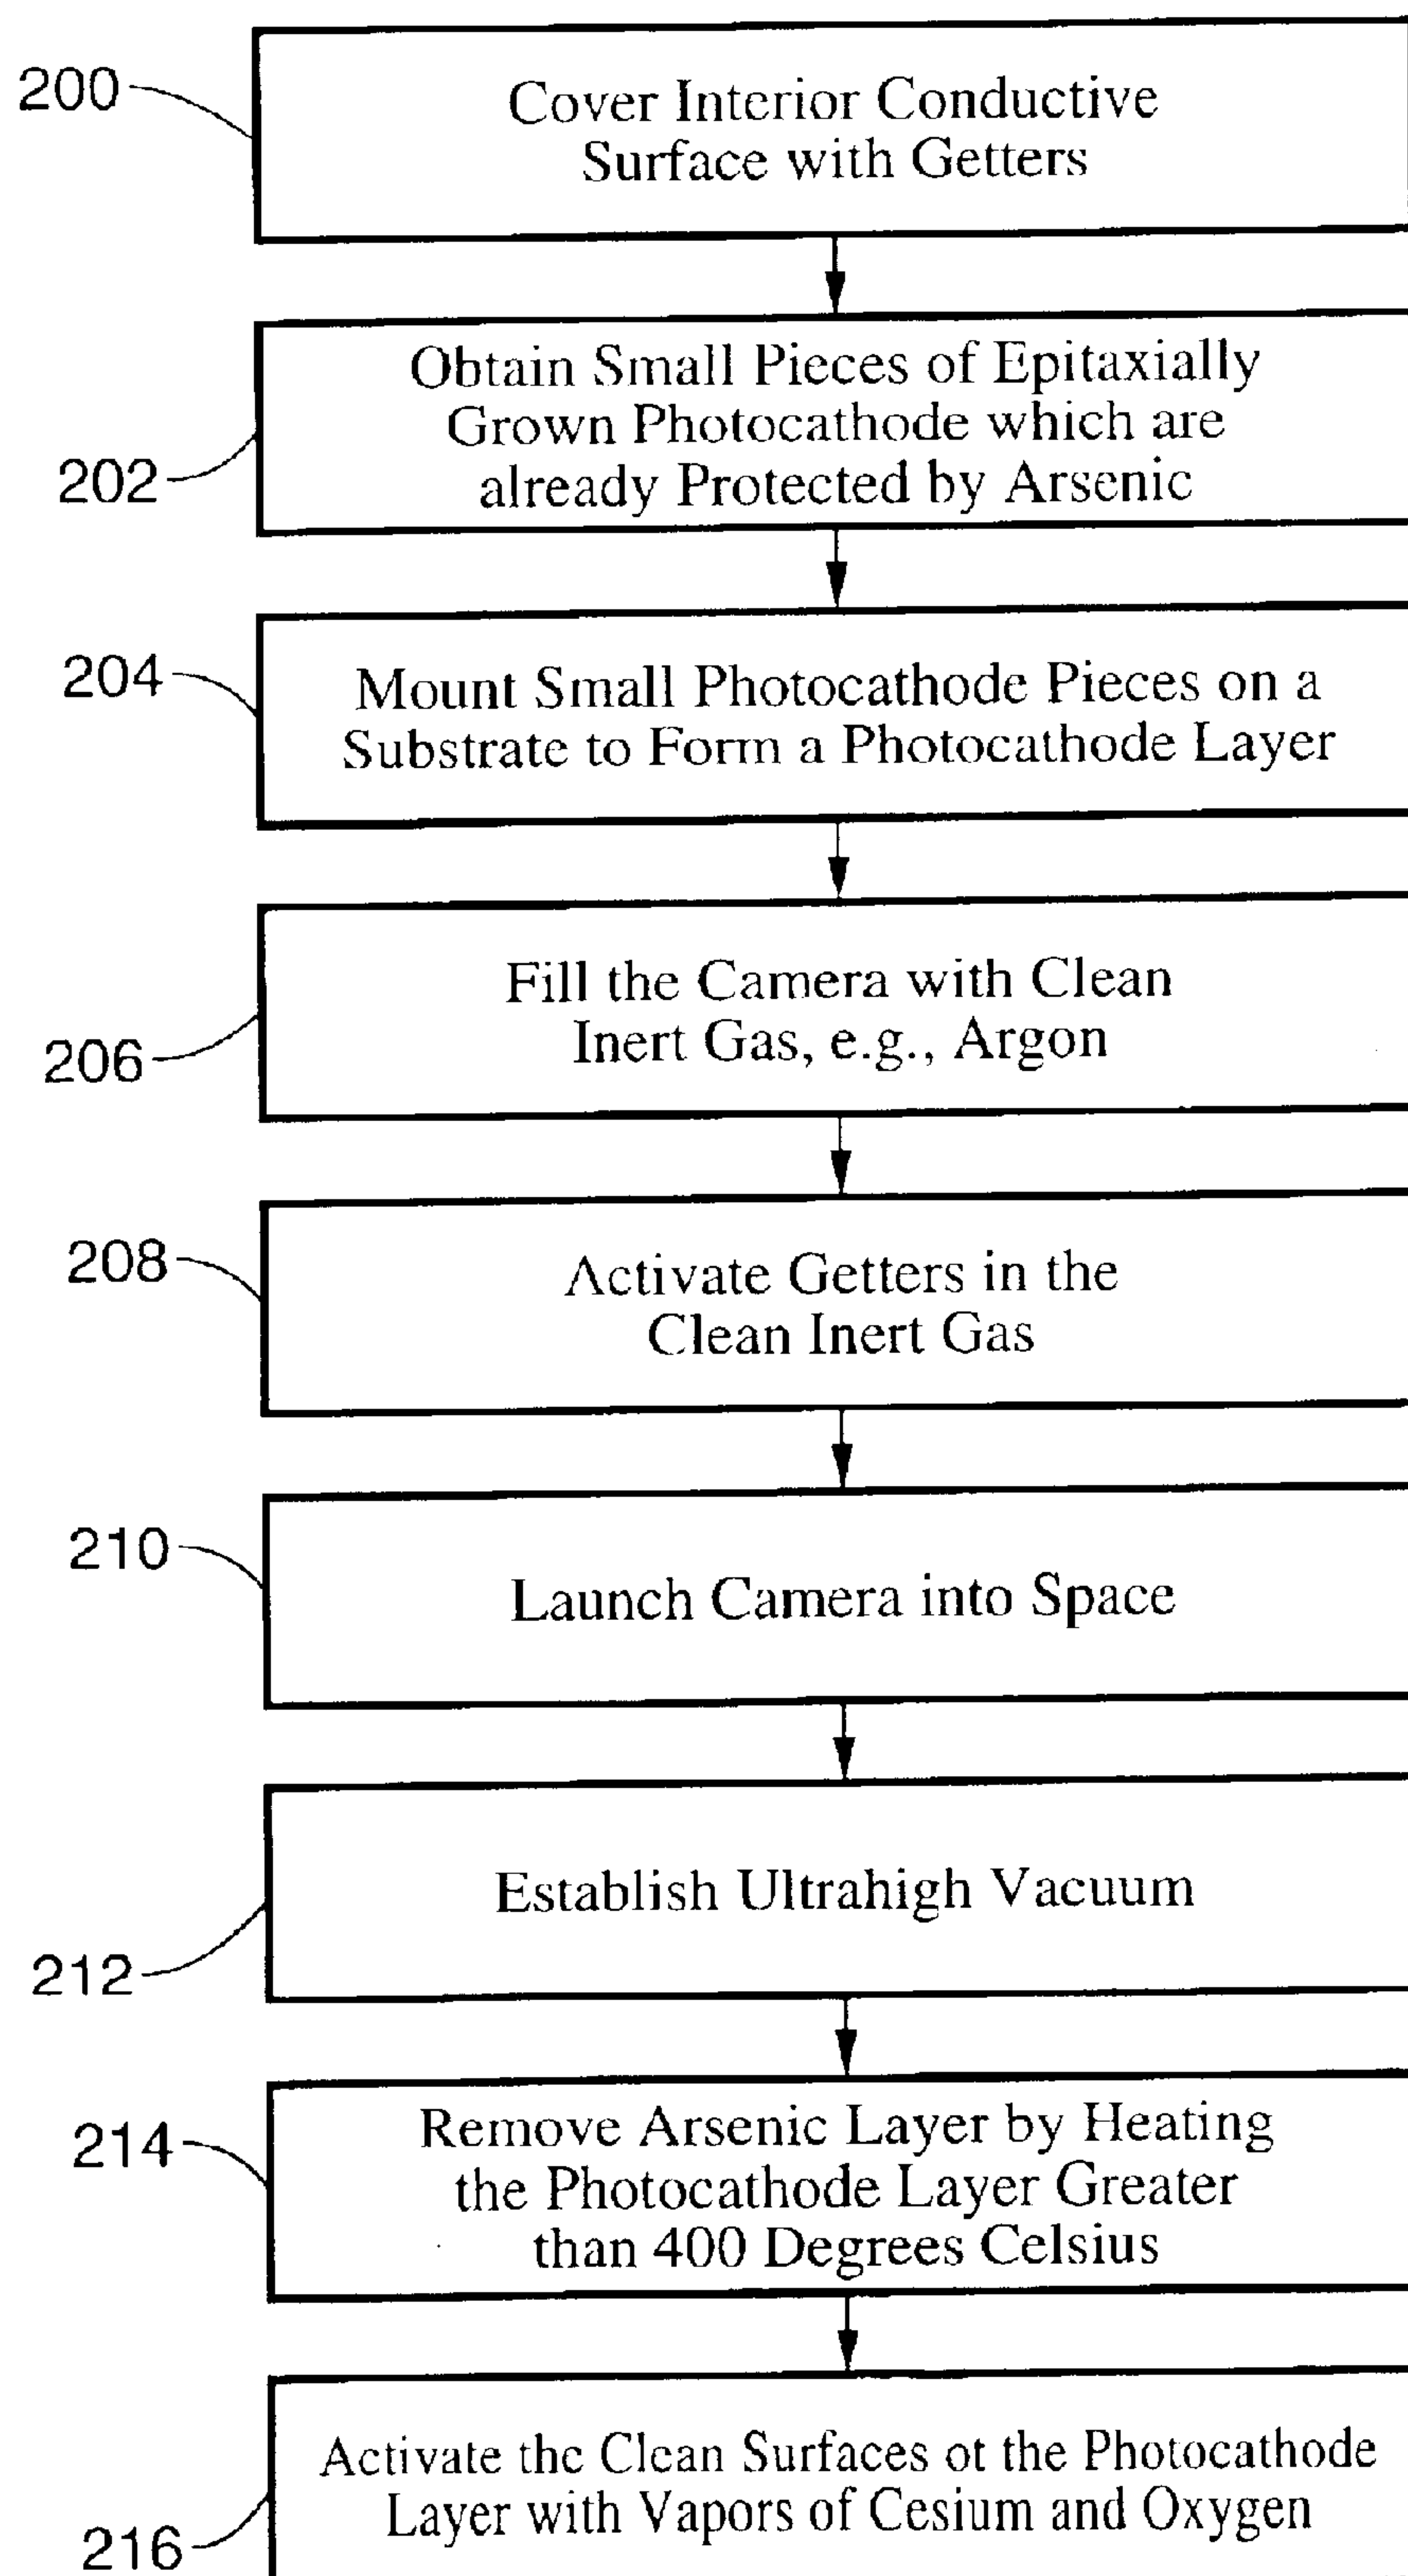 200
Cover Interior Conductive
Surface with Getters
202
Obtain Small Pieces of Epitaxially
Grown Photocathode which are
already Protected by Arsenic
204
Mount Small Photocathode Pieces on a
Substrate to Form a Photocathode Layer
206
Fill the Camera with Clean
Inert Gas, e.g., Argon
208
Activate Getters in the
Clean Inert Gas
210
Launch Camera into Space
212
Establish Ultrahigh Vacuum
214
Remove Arsenic Layer by Heating
the Photocathode Layer Greater
than 400 Degrees Celsius
216
Activate the Clean Surfaces of the Photocathode
Layer with Vapors of Cesium and Oxygen